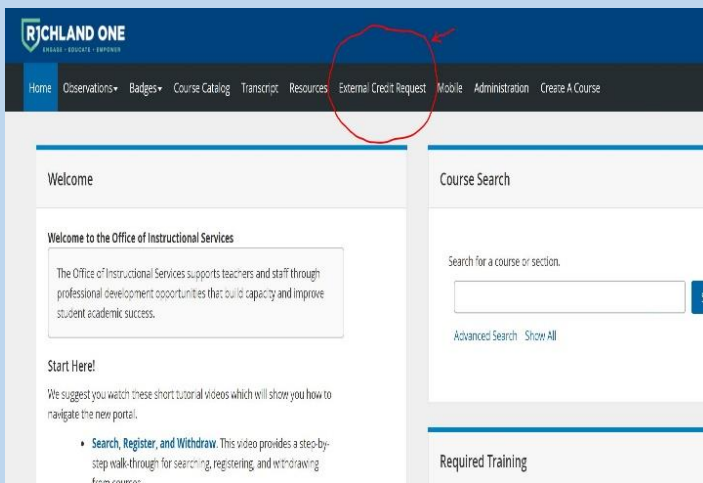 RICHLAND ONE
ENGAGE • EDUCATE • EMPOWER
Home Observations▾ Badges▾ Course Catalog Transcript Resources External Credit Request Mobile Administration Create A Course
Welcome
Welcome to the Office of Instructional Services
The Office of Instructional Services supports teachers and staff through
professional development opportunities that build capacity and improve
student academic success.
Start Here!
We suggest you watch these short tutorial videos which will show you how to
navigate the new portal.
• Search, Register, and Withdraw. This video provides a step-by-
step walk-through for searching, registering, and withdrawing
from courses
Course Search
Search for a course or section.
Advanced Search Show All
Required Training